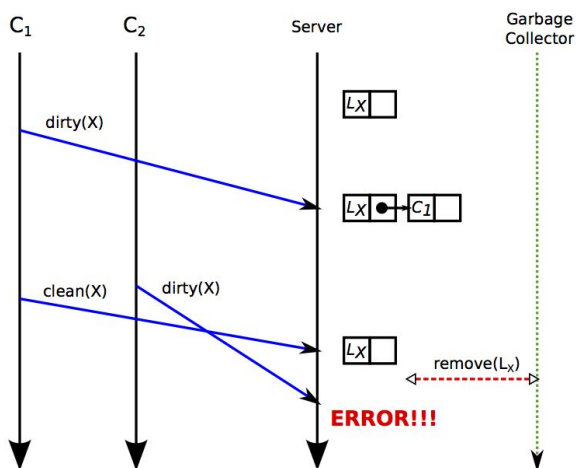 C1 C2 Server Garbage
Collector
LX
dirty(X)
LX C1
clean(X) dirty(X)
LX
remove(Lx)
ERROR!!!